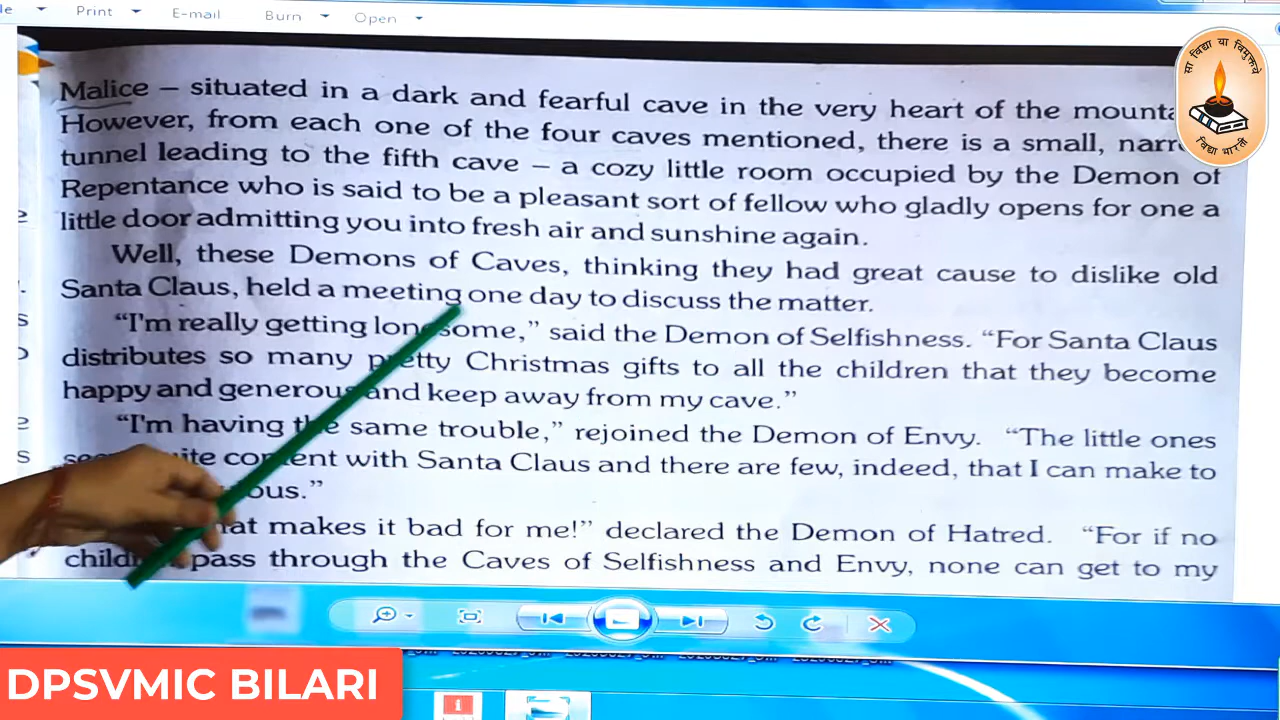 Print E-mail Burn Open
सा विद्या या विमुक्तये
विद्या भारती
Malice – situated in a dark and fearful cave in the very heart of the
However, from each one of the four caves mentioned, there is a small,
tunnel leading to the fifth cave – a cozy little room occupied by the Demon of
Repentance who is said to be a pleasant sort of fellow who gladly opens for one a
little door admitting you into fresh air and sunshine again.
Well, these Demons of Caves, thinking they had great cause to dislike old
Santa Claus, held a meeting one day to discuss the matter.
“I'm really getting lonesome,” said the Demon of Selfishness. “For Santa Claus
distributes so many pretty Christmas gifts to all the children that they become
happy and generous and keep away from my cave.”
“I'm having the same trouble,” rejoined the Demon of Envy. “The little ones
content with Santa Claus and there are few, indeed, that I can make to
makes it bad for me!” declared the Demon of Hatred. “For if no
pass through the Caves of Selfishness and Envy, none can get to my
DPSVMIC BILARI
1